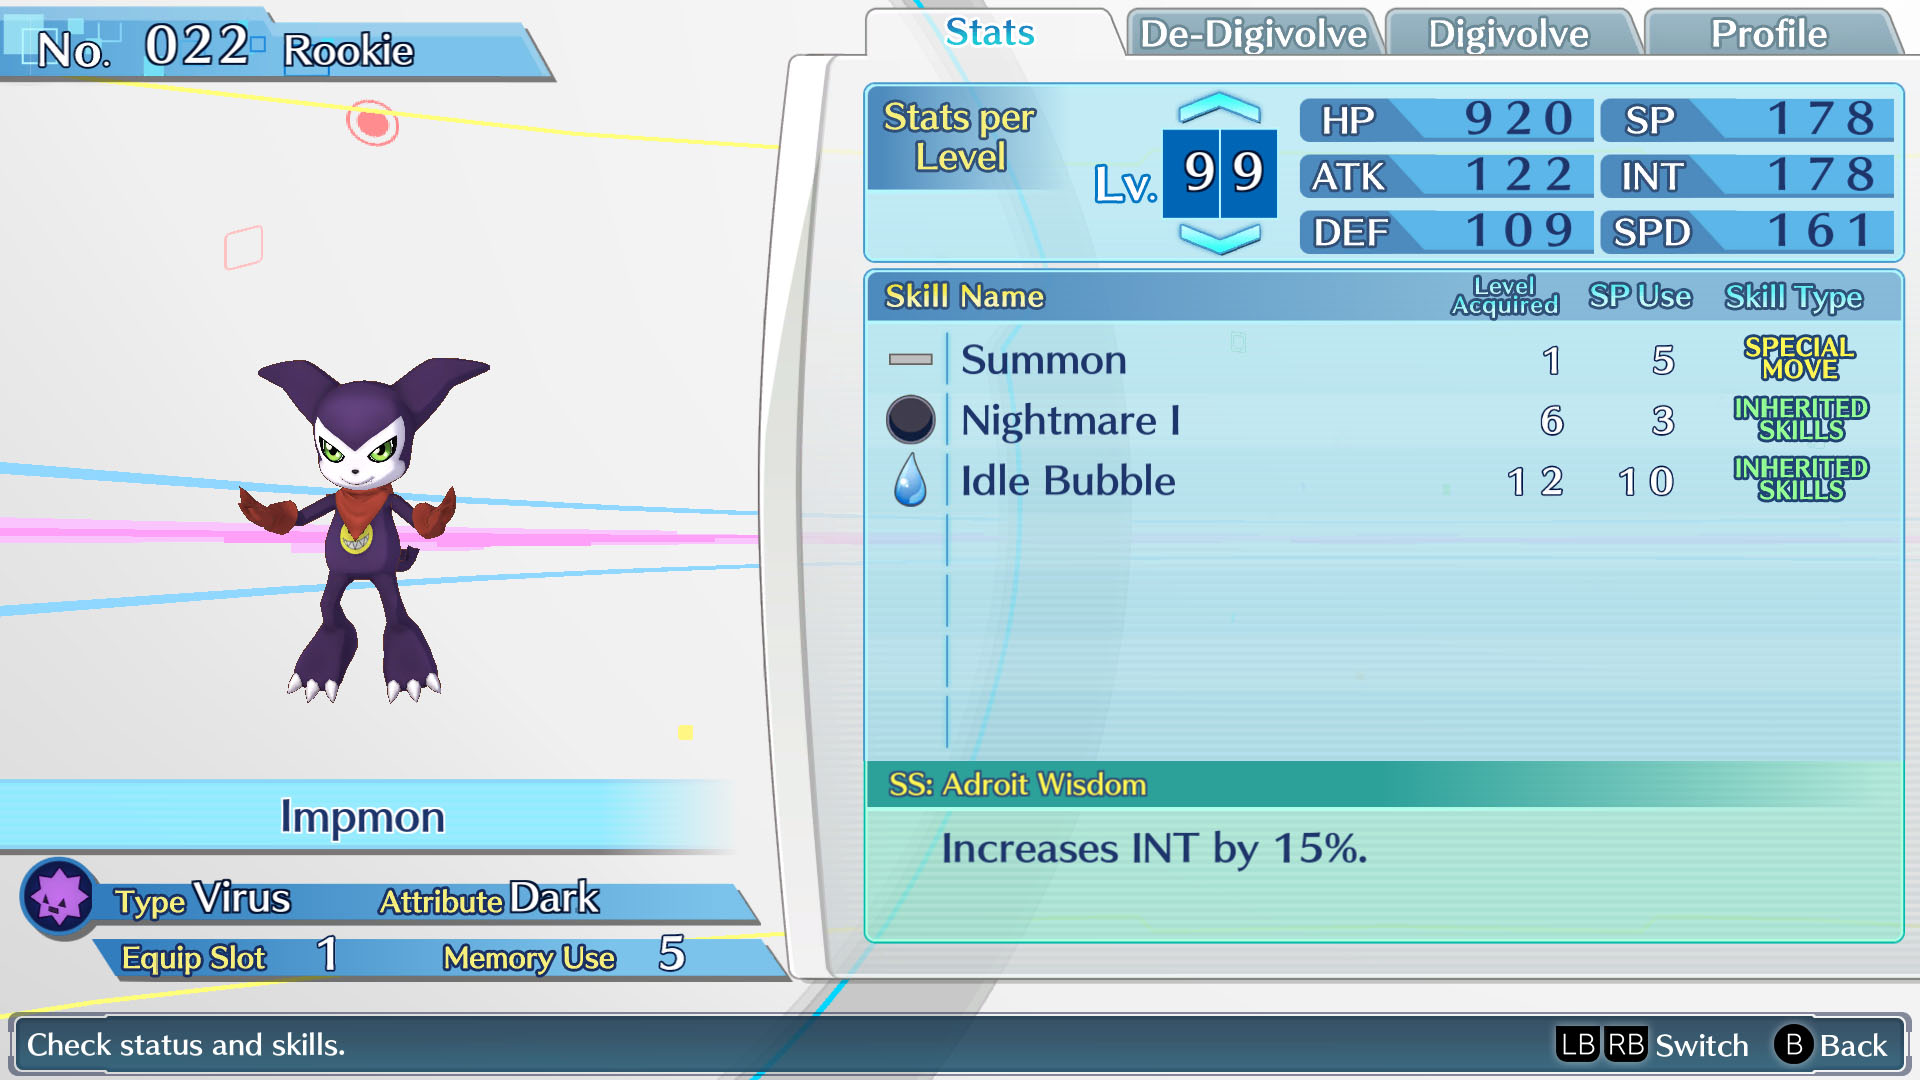 No. 022 Rookie
Stats
De-Digivolve
Digivolve
Profile
Stats per
Level
Lv. 99
HP 920
SP 178
ATK 122
INT 178
DEF 109
SPD 161
Skill Name
Level
Acquired
SP Use
Skill Type
Summon 1 5 SPECIAL
MOVE
Nightmare I 6 3 INHERITED
SKILLS
Idle Bubble 12 10 INHERITED
SKILLS
SS: Adroit Wisdom
Increases INT by 15%.
Impmon
Type Virus Attribute Dark
Equip Slot 1 Memory Use 5
Check status and skills.
LB RB Switch B Back